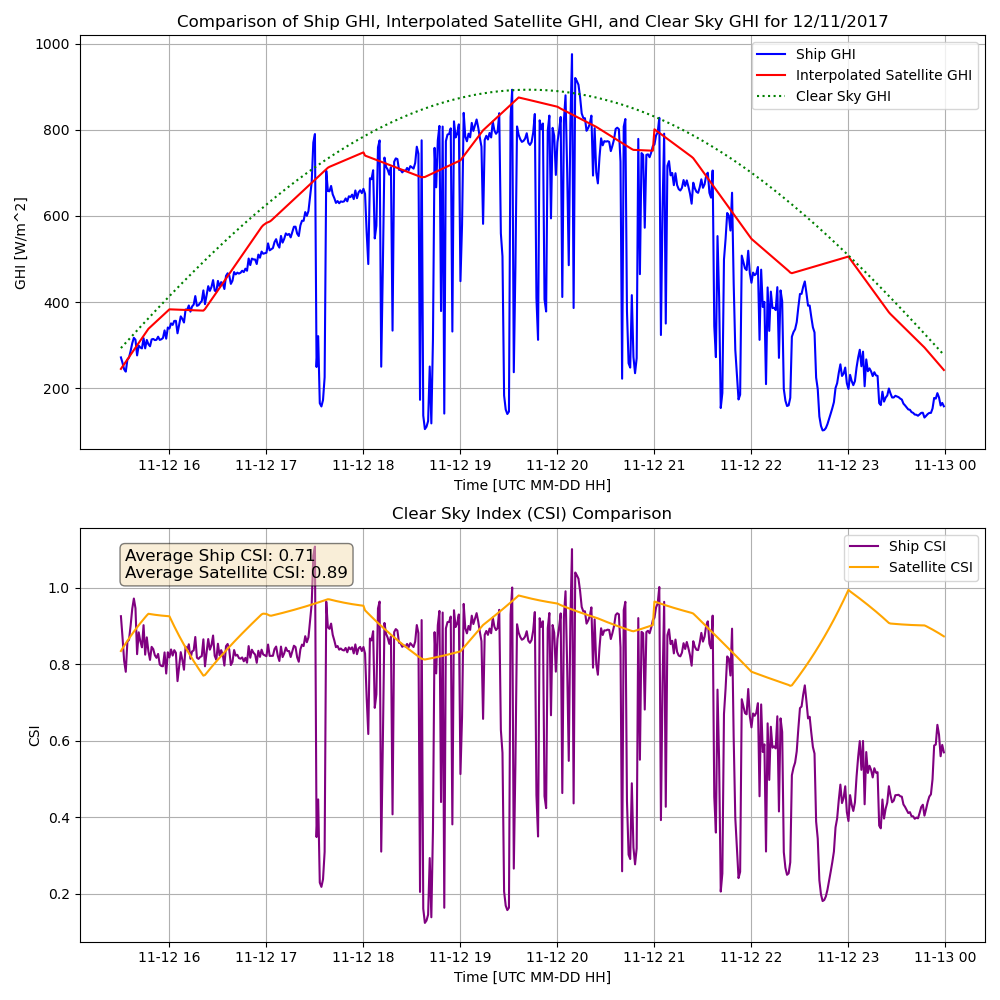 Comparison of Ship GHI, Interpolated Satellite GHI, and Clear Sky GHI for 12/11/2017
GHI [W/m^2]
1000
800
600
400
200
Ship GHI
Interpolated Satellite GHI
Clear Sky GHI
11-12 16 11-12 17 11-12 18 11-12 19 11-12 20 11-12 21 11-12 22 11-12 23 11-13 00
Time [UTC MM-DD HH]
Clear Sky Index (CSI) Comparison
CSI
1.0
0.8
0.6
0.4
0.2
Average Ship CSI: 0.71
Average Satellite CSI: 0.89
Ship CSI
Satellite CSI
11-12 16 11-12 17 11-12 18 11-12 19 11-12 20 11-12 21 11-12 22 11-12 23 11-13 00
Time [UTC MM-DD HH]